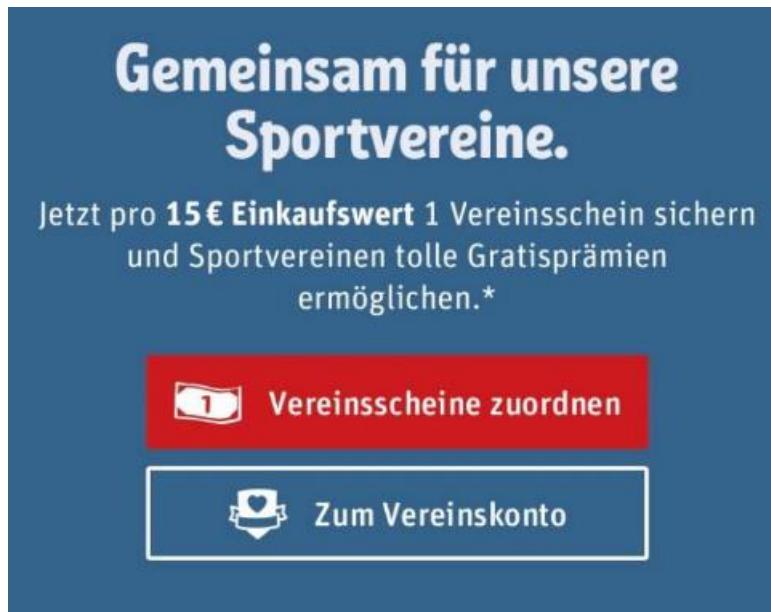 Gemeinsam für unsere
Sportvereine.
Jetzt pro 15 € Einkaufswert 1 Vereinsschein sichern
und Sportvereinen tolle Gratisprämien
ermöglichen.*
1 Vereinsscheine zuordnen
Zum Vereinskonto